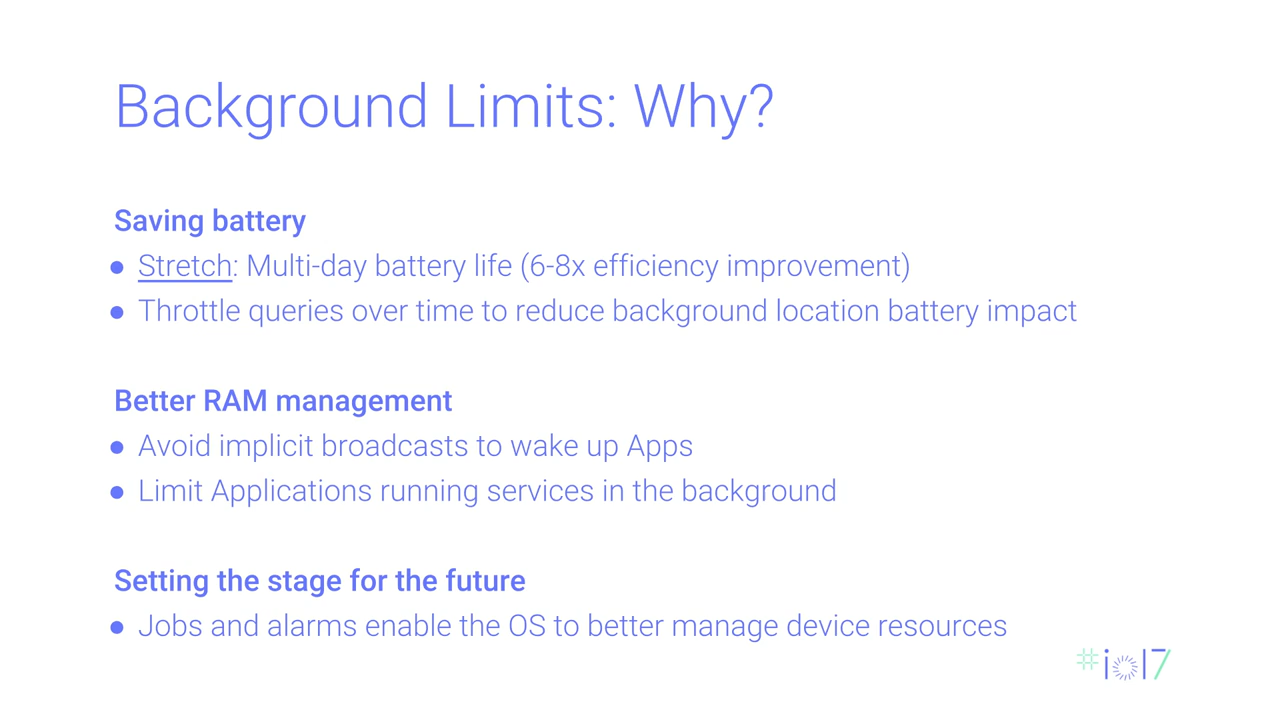 Background Limits: Why?
Saving battery
● Stretch: Multi-day battery life (6-8x efficiency improvement)
● Throttle queries over time to reduce background location battery impact
Better RAM management
● Avoid implicit broadcasts to wake up Apps
● Limit Applications running services in the background
Setting the stage for the future
● Jobs and alarms enable the OS to better manage device resources
#io17